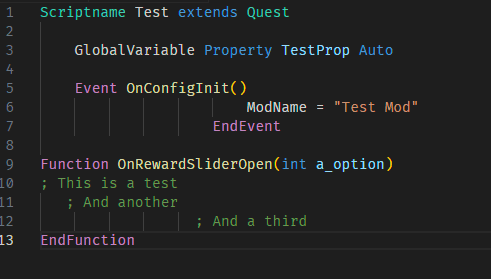 1 Scriptname Test extends Quest
2
3 GlobalVariable Property TestProp Auto
4
5 Event OnConfigInit()
6 ModName = "Test Mod"
7 EndEvent
8
9 Function OnRewardSliderOpen(int a_option)
10 ; This is a test
11 ; And another
12 ; And a third
13 EndFunction